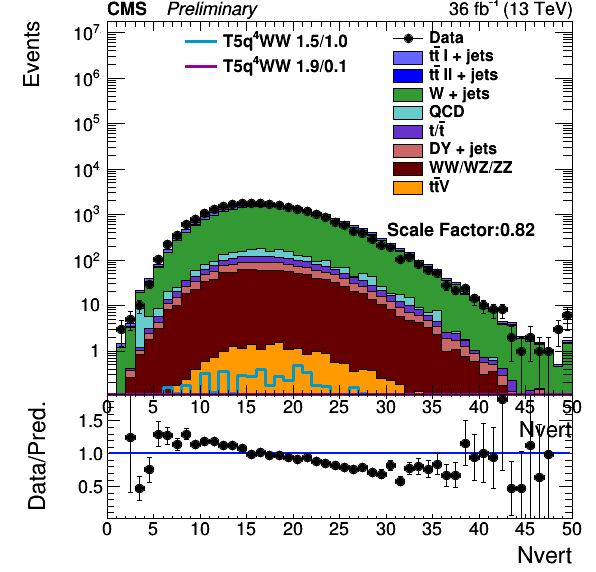 CMS Preliminary 36 fb⁻¹ (13 TeV)
Events
10⁷
10⁶
10⁵
10⁴
10³
10²
10
1
T5q⁴WW 1.5/1.0
T5q⁴WW 1.9/0.1
Data
tt̄ l + jets
tt̄ ll + jets
W + jets
QCD
t/t̄
DY + jets
WW/WZ/ZZ
tt̄V
Scale Factor:0.82
0 5 10 15 20 25 30 35 40 45 50
Nvert
Data/Pred.
1.5
1.0
0.5
0 5 10 15 20 25 30 35 40 45 50
Nvert